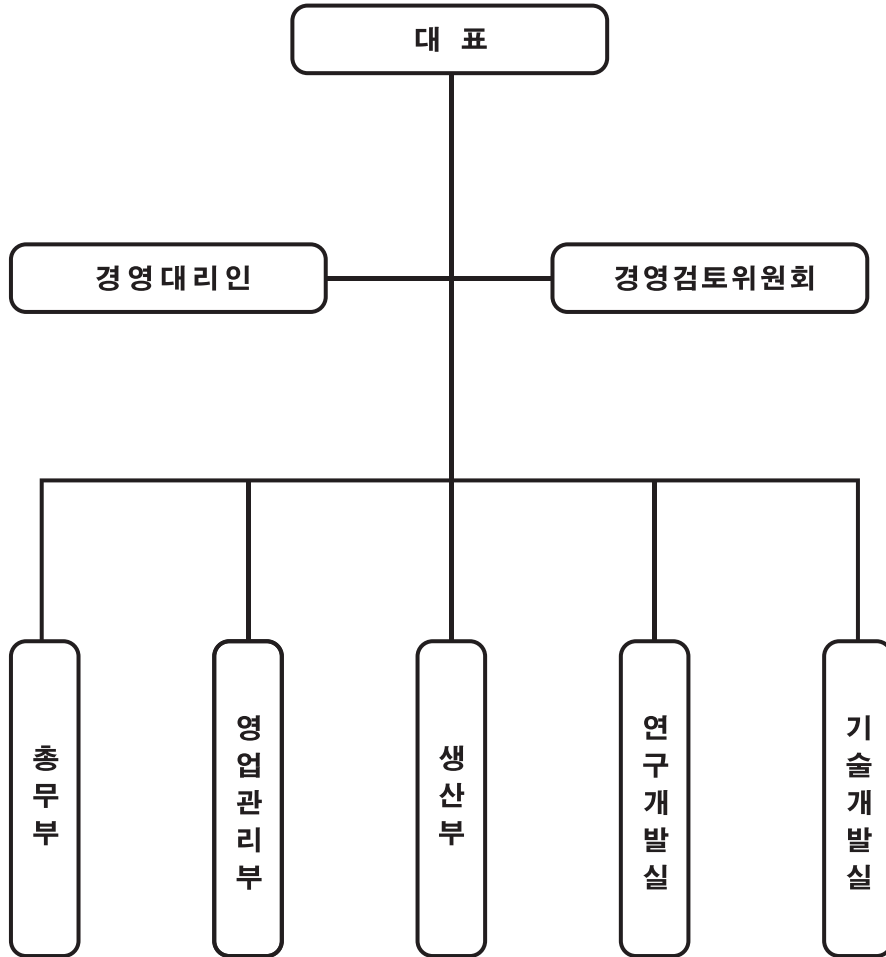 대 표
경영대리인
경영검토위원회
총무부
영업관리부
생산부
연구개발실
기술개발실